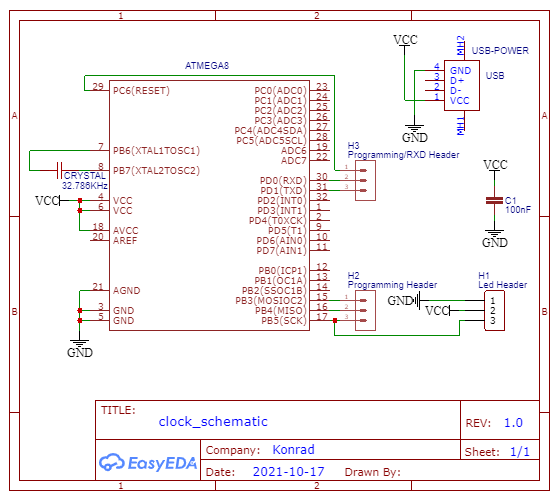 1
2
A
B
ATMEGA8
29 PC6(RESET)
7 PB6(XTAL1TOSC1)
8 PB7(XTAL2TOSC2)
CRYSTAL
32.786KHz
VCC
4 VCC
6 VCC
18 AVCC
20 AREF
21 AGND
3 GND
5 GND
GND
PC0(ADC0) 23
PC1(ADC1) 24
PC2(ADC2) 25
PC3(ADC3) 26
PC4(ADC4SDA) 27
PC5(ADC5SCL) 28
ADC6 19
ADC7 22
PD0(RXD) 30
PD1(TXD) 31
PD2(INT0) 32
PD3(INT1) 1
PD4(T0XCK) 2
PD5(T1) 9
PD6(AIN0) 10
PD7(AIN1) 11
PB0(ICP1) 12
PB1(OC1A) 13
PB2(SSOC1B) 14
PB3(MOSIOC2) 15
PB4(MISO) 16
PB5(SCK) 17
H3
Programming/RXD Header
1
2
3
H2
Programming Header
1
2
3
VCC
MH2
USB-POWER
USB
4 GND
3 D+
2 D-
1 VCC
MH1
GND
VCC
C1
100nF
GND
H1
Led Header
GND
VCC
1
2
3
A
B
TITLE:
clock_schematic
REV: 1.0
EasyEDA
Company: Konrad
Sheet: 1/1
Date: 2021-10-17 Drawn By:
1
2